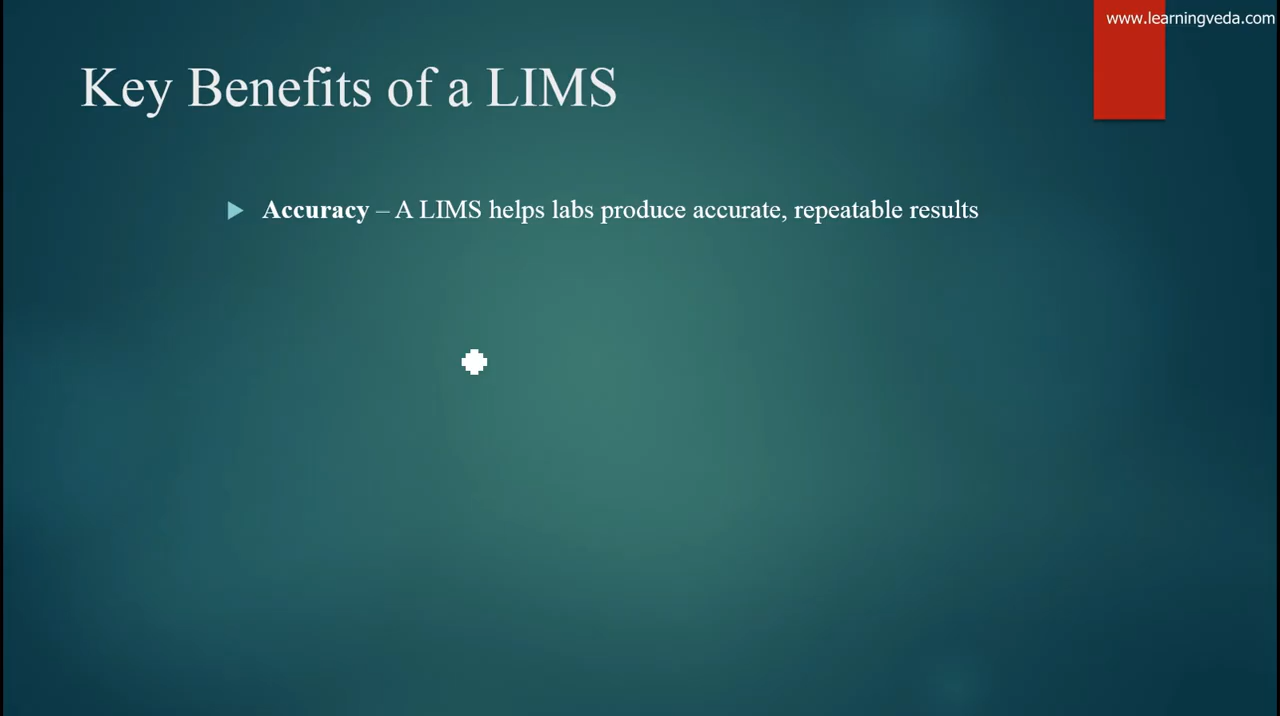 www.learningveda.com
Key Benefits of a LIMS
Accuracy – A LIMS helps labs produce accurate, repeatable results